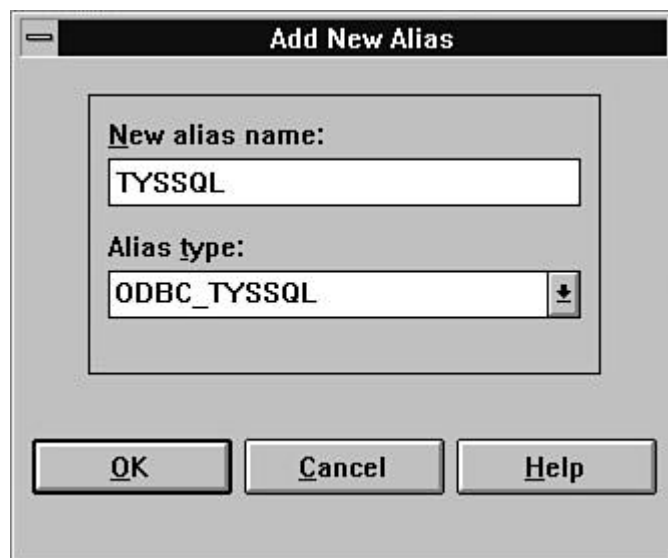 Add New Alias
New alias name:
TYSSQL
Alias type:
ODBC_TYSSQL
OK Cancel Help